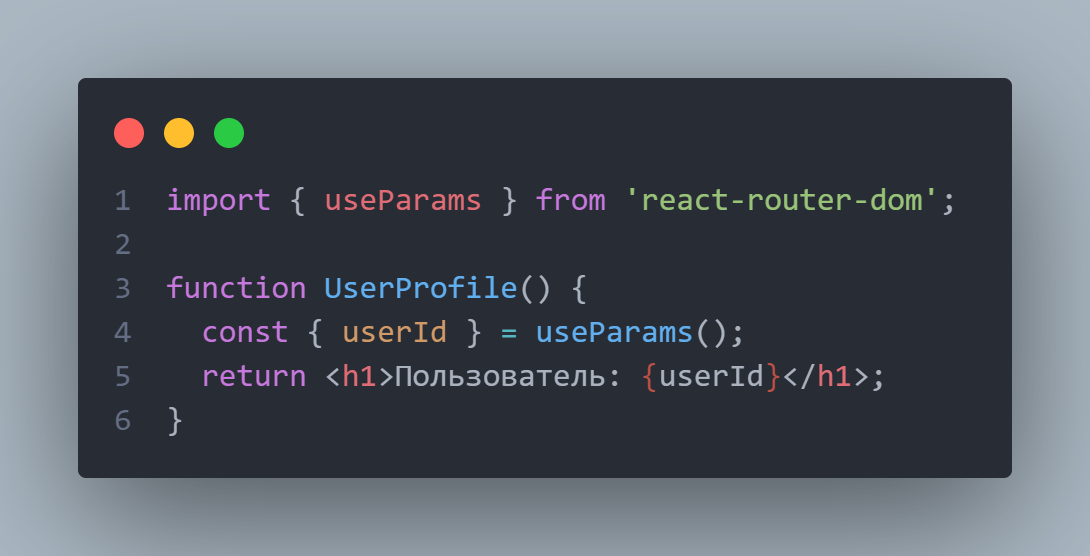 1 import { useParams } from 'react-router-dom';
2
3 function UserProfile() {
4   const { userId } = useParams();
5   return <h1>Пользователь: {userId}</h1>;
6 }